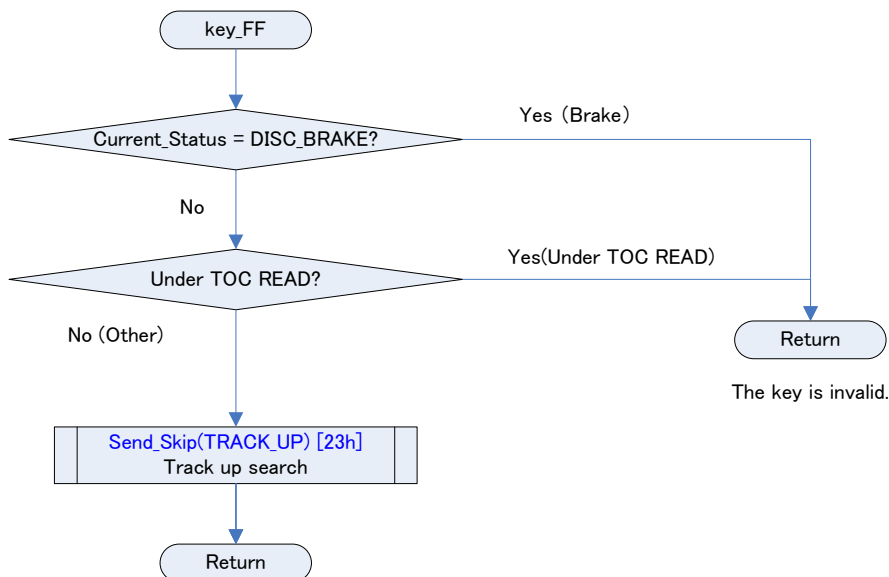 key_FF
Current_Status = DISC_BRAKE?
Yes (Brake)
No
Under TOC READ?
Yes(Under TOC READ)
No (Other)
Return
The key is invalid.
Send_Skip(TRACK_UP) [23h]
Track up search
Return